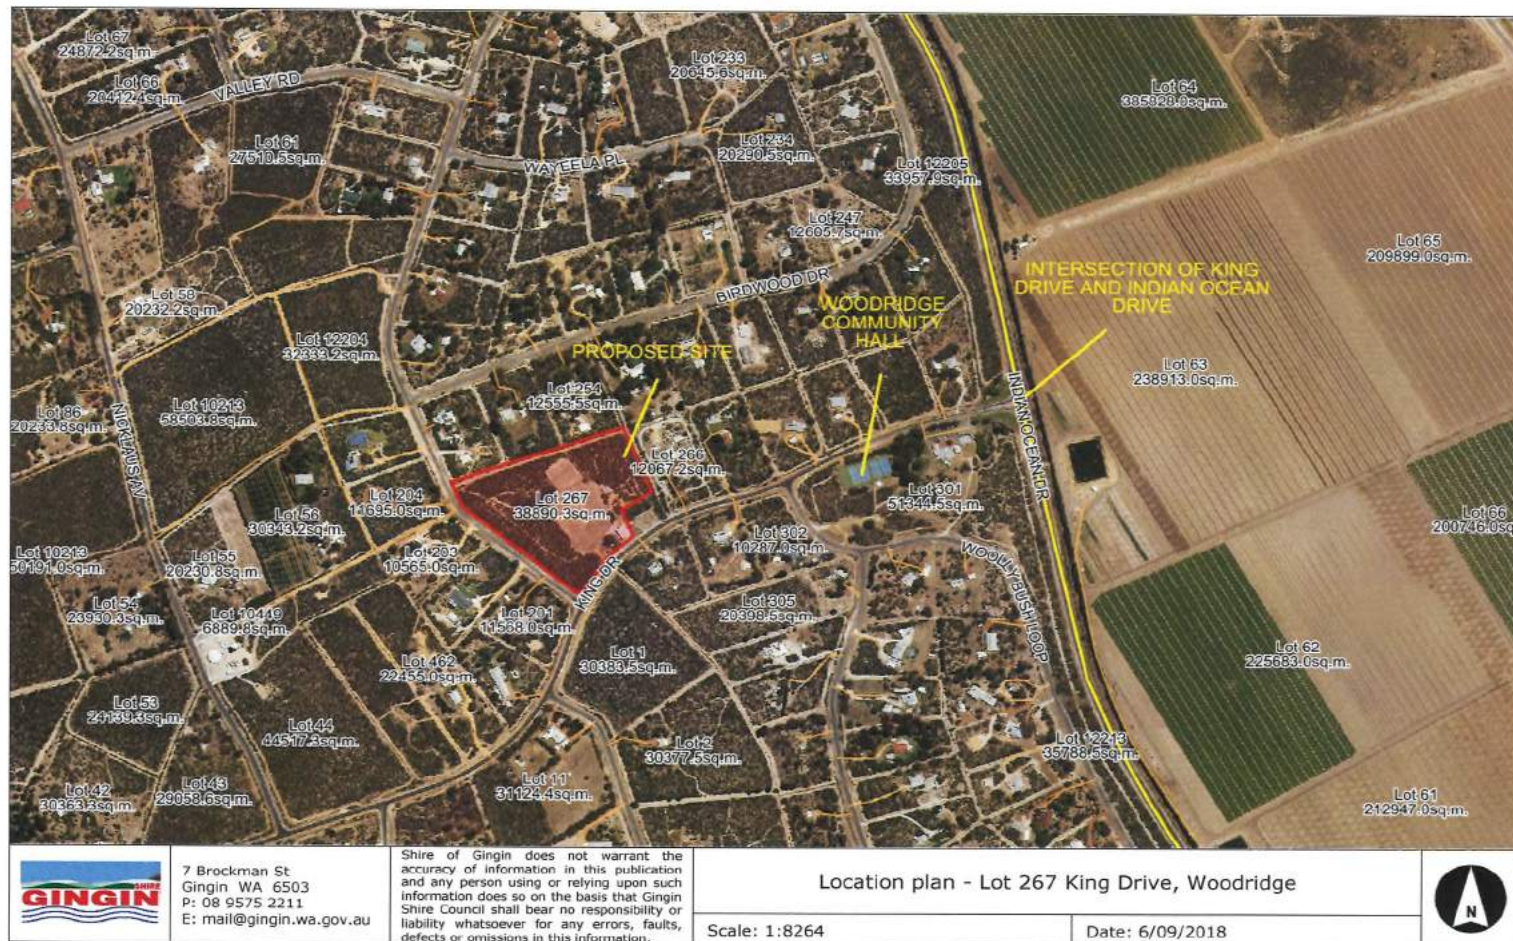 Lot 67
24872.2sq.m.
Lot 66
20412.4sq.m.
VALLEY RD
Lot 61
27510.5sq.m.
Lot 233
20645.6sq.m.
Lot 234
20290.5sq.m.
WAYEELA PL
Lot 12205
33957.9sq.m.
Lot 247
12605.7sq.m.
Lot 64
385828.0sq.m.
Lot 65
209899.0sq.m.
INTERSECTION OF KING
DRIVE AND INDIAN OCEAN
DRIVE
BIRDWOOD DR
WOODRIDGE
COMMUNITY
HALL
Lot 58
20232.2sq.m.
Lot 12204
32333.2sq.m.
PROPOSED SITE
Lot 63
238913.0sq.m.
Lot 254
12555.5sq.m.
Lot 86
20233.8sq.m.
Lot 10213
58503.8sq.m.
NICKLAUS AV
INDIAN OCEAN DR
Lot 266
12067.2sq.m.
Lot 267
38890.3sq.m.
Lot 204
11695.0sq.m.
Lot 301
51344.5sq.m.
Lot 56
30343.2sq.m.
Lot 66
200746.0sq
Lot 302
10287.0sq.m.
WOOLY BUSH LOOP
Lot 10213
50191.0sq.m.
Lot 55
20230.8sq.m.
Lot 203
10565.0sq.m.
KING DR
Lot 54
23930.3sq.m.
Lot 10449
6889.8sq.m.
Lot 201
11568.0sq.m.
Lot 305
20398.5sq.m.
Lot 1
30383.5sq.m.
Lot 462
22455.0sq.m.
Lot 62
225683.0sq.m.
Lot 53
24139.3sq.m.
Lot 44
44517.3sq.m.
Lot 2
30377.5sq.m.
Lot 12213
35788.5sq.m.
Lot 42
30363.3sq.m.
Lot 43
29058.6sq.m.
Lot 11
31124.4sq.m.
Lot 61
212947.0sq.m.
SHIRE
GINGIN
7 Brockman St
Gingin WA 6503
P: 08 9575 2211
E: mail@gingin.wa.gov.au
Shire of Gingin does not warrant the
accuracy of information in this publication
and any person using or relying upon such
information does so on the basis that Gingin
Shire Council shall bear no responsibility or
liability whatsoever for any errors, faults,
defects or omissions in this information.
Location plan - Lot 267 King Drive, Woodridge
Scale: 1:8264
Date: 6/09/2018
N